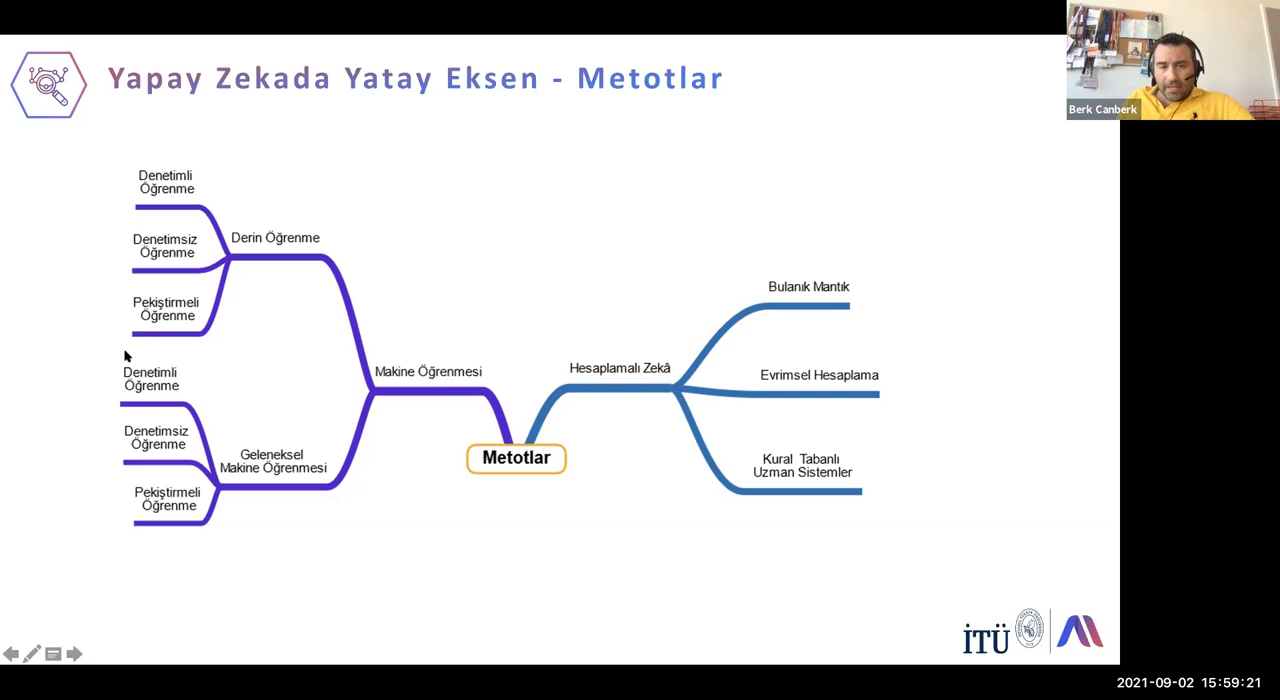 Yapay Zekada Yatay Eksen - Metotlar
Berk Canberk
Denetimli
Öğrenme
Denetimsiz
Öğrenme
Pekiştirmeli
Öğrenme
Derin Öğrenme
Denetimli
Öğrenme
Denetimsiz
Öğrenme
Pekiştirmeli
Öğrenme
Geleneksel
Makine Öğrenmesi
Makine Öğrenmesi
Metotlar
Hesaplamalı Zekâ
Bulanık Mantık
Evrimsel Hesaplama
Kural Tabanlı
Uzman Sistemler
İTÜ
2021-09-02 15:59:21